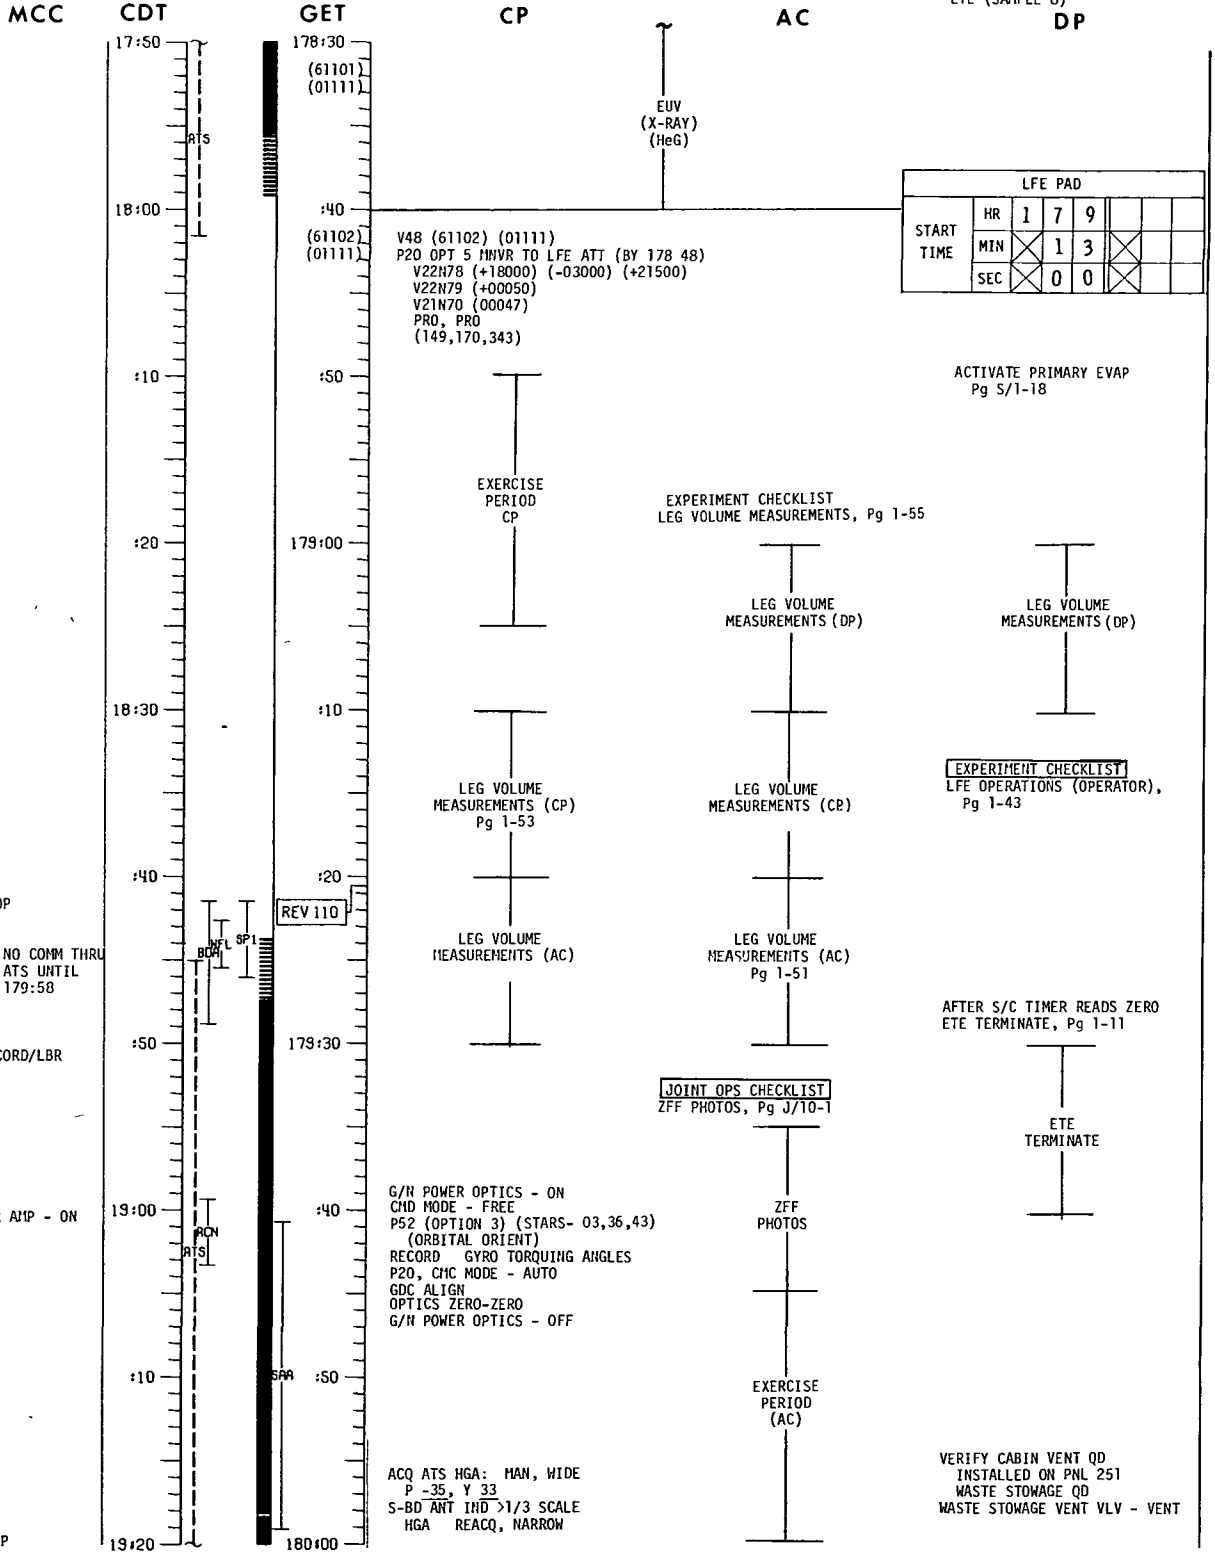 MCC CDT GET CP AC DP
17:50
178:30
(61101)
(01111)
ATS
EUV
(X-RAY)
(HeG)
LFE PAD
START TIME
HR 1 7 9
MIN 1 3
SEC 0 0
18:00
:40
(61102)
(01111)
V48 (61102) (01111)
P20 OPT 5 MNVR TO LFE ATT (BY 178 48)
V22N78 (+18000) (-03000) (+21500)
V22N79 (+00050)
V21N70 (00047)
PRO, PRO
(149,170,343)
:10
:50
ACTIVATE PRIMARY EVAP
Pg S/1-18
EXERCISE
PERIOD
CP
EXPERIMENT CHECKLIST
LEG VOLUME MEASUREMENTS, Pg 1-55
:20
179:00
LEG VOLUME
MEASUREMENTS (DP)
LEG VOLUME
MEASUREMENTS (DP)
18:30
:10
LEG VOLUME
MEASUREMENTS (CP)
Pg 1-53
LEG VOLUME
MEASUREMENTS (CP)
EXPERIMENT CHECKLIST
LFE OPERATIONS (OPERATOR),
Pg 1-43
:40
:20
REV 110
OP
NO COMM THRU
ATS UNTIL
179:58
BDA
NFL
SP1
LEG VOLUME
MEASUREMENTS (AC)
LEG VOLUME
MEASUREMENTS (AC)
Pg 1-51
AFTER S/C TIMER READS ZERO
ETE TERMINATE, Pg 1-11
:50
179:30
CORD/LBR
JOINT OPS CHECKLIST
ZFF PHOTOS, Pg J/10-1
ETE
TERMINATE
19:00
:40
AMP - ON
ACN
ATS
G/N POWER OPTICS - ON
CMD MODE - FREE
P52 (OPTION 3) (STARS- 03,36,43)
(ORBITAL ORIENT)
RECORD GYRO TORQUING ANGLES
P20, CMC MODE - AUTO
GDC ALIGN
OPTICS ZERO-ZERO
G/N POWER OPTICS - OFF
ZFF
PHOTOS
:10
SAA
:50
EXERCISE
PERIOD
(AC)
ACQ ATS HGA: MAN, WIDE
P -35, Y 33
S-BD ANT IND >1/3 SCALE
HGA REACQ, NARROW
VERIFY CABIN VENT QD
INSTALLED ON PNL 251
WASTE STOWAGE QD
WASTE STOWAGE VENT VLV - VENT
P
19:20
180:00